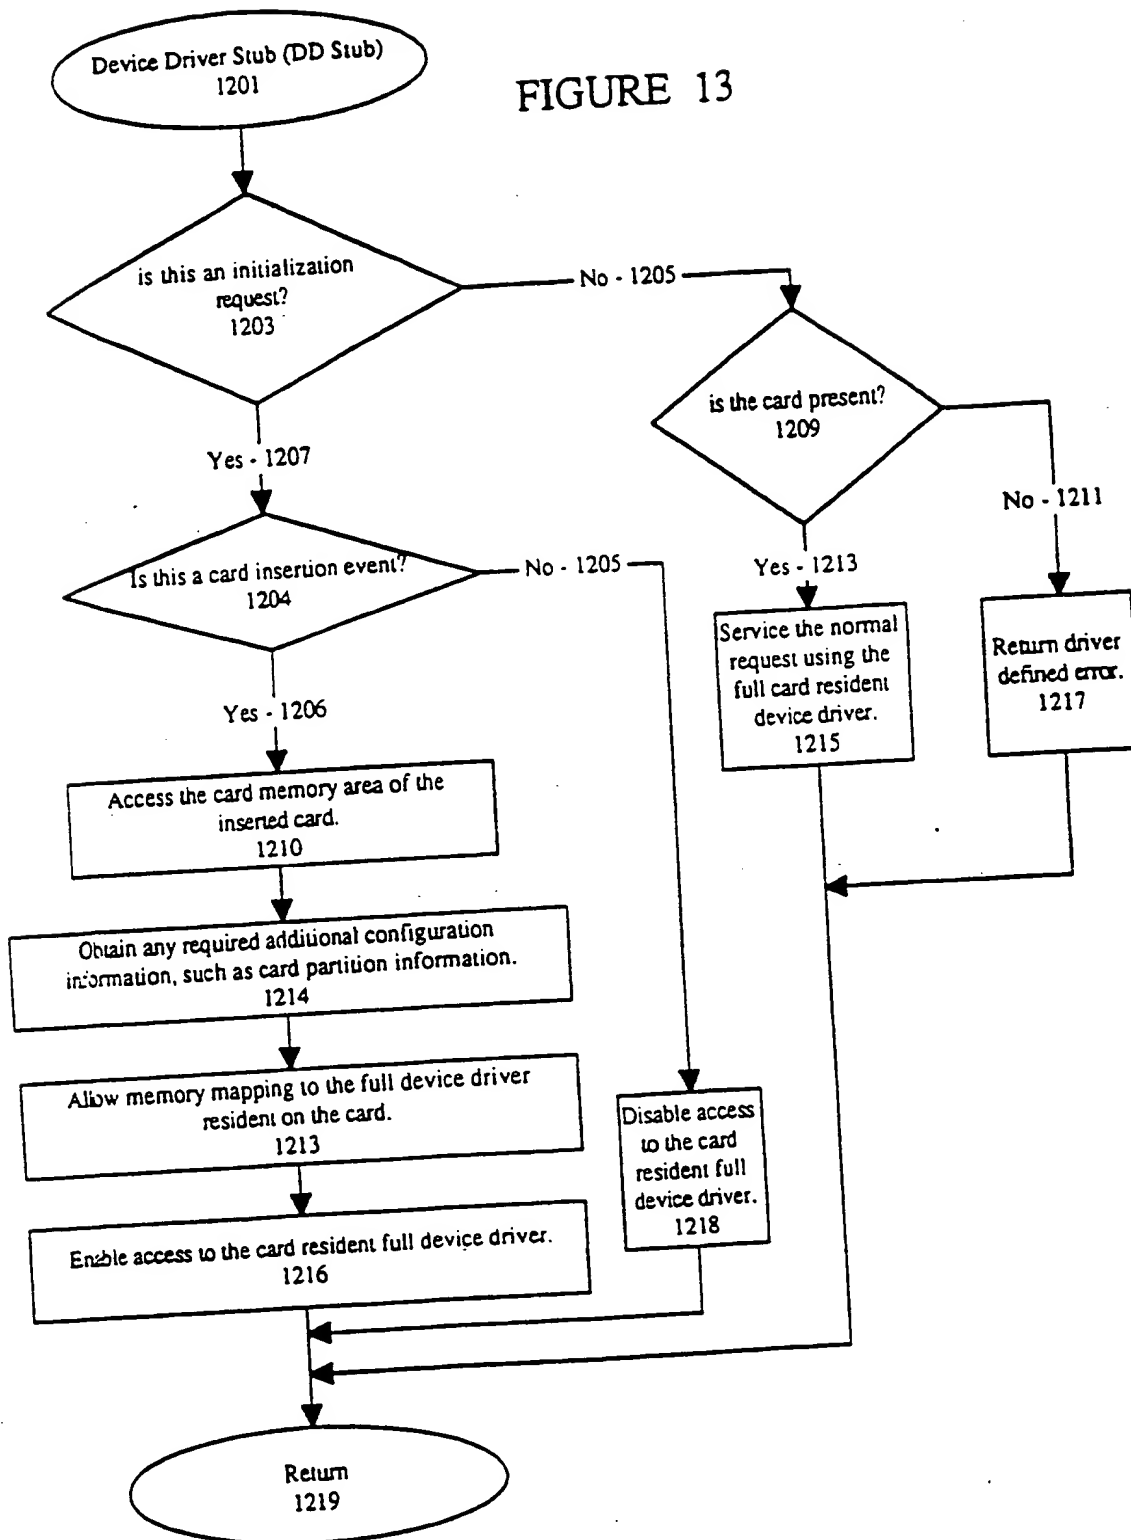 Device Driver Stub (DD Stub)
1201
FIGURE 13
is this an initialization
request?
1203
No - 1205
is the card present?
1209
Yes - 1207
No - 1211
Is this a card insertion event?
1204
No - 1205
Yes - 1213
Service the normal
request using the
full card resident
device driver.
1215
Return driver
defined error.
1217
Yes - 1206
Access the card memory area of the
inserted card.
1210
Obtain any required additional configuration
information, such as card partition information.
1214
Allow memory mapping to the full device driver
resident on the card.
1213
Disable access
to the card
resident full
device driver.
1218
Enable access to the card resident full device driver.
1216
Return
1219